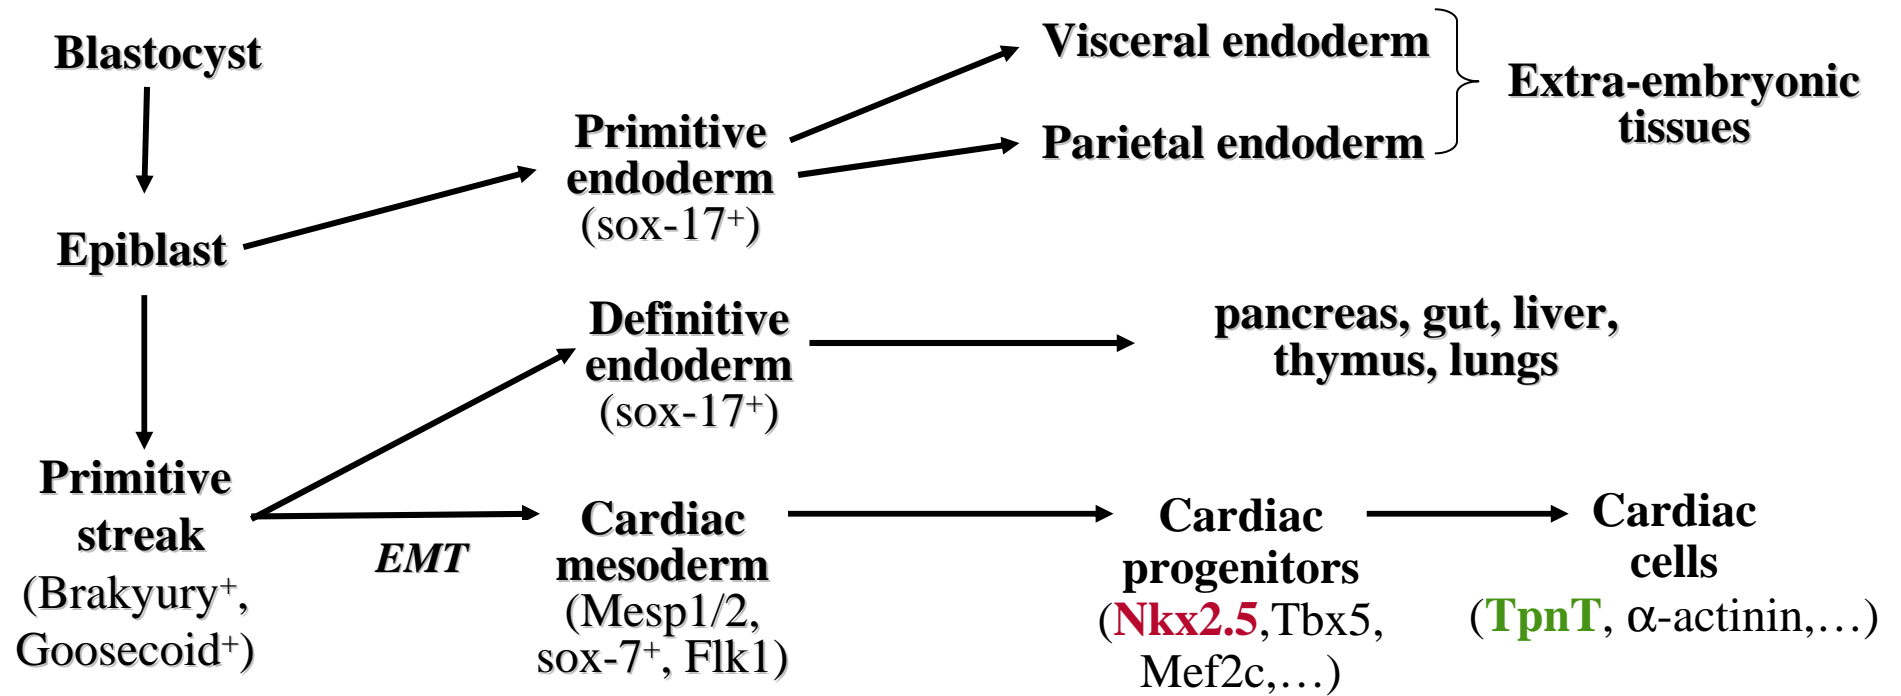 Blastocyst
Epiblast
Primitive
streak
(Brakyury⁺,
Goosecoid⁺)
Primitive
endoderm
(sox-17⁺)
Visceral endoderm
Parietal endoderm
Extra-embryonic
tissues
Definitive
endoderm
(sox-17⁺)
pancreas, gut, liver,
thymus, lungs
EMT
Cardiac
mesoderm
(Mesp1/2,
sox-7⁺, Flk1)
Cardiac
progenitors
(Nkx2.5,Tbx5,
Mef2c,…)
Cardiac
cells
(TpnT, α-actinin,…)